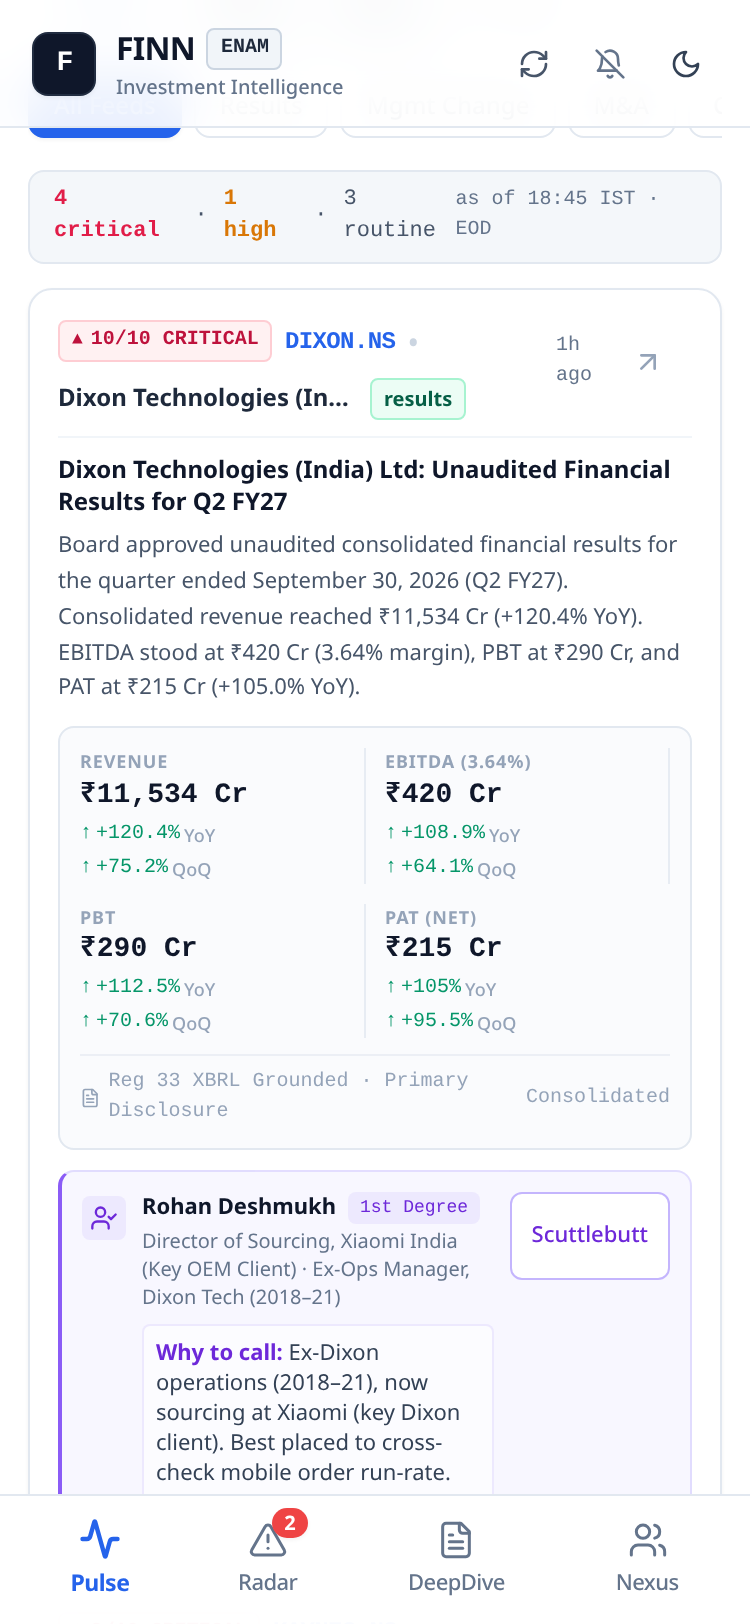 F
FINN ENAM
Investment Intelligence
All Feeds Results Mgmt Change M&A
4 critical · 1 high · 3 routine as of 18:45 IST · EOD
▲ 10/10 CRITICAL DIXON.NS •
1h ago
Dixon Technologies (In... results
Dixon Technologies (India) Ltd: Unaudited Financial
Results for Q2 FY27
Board approved unaudited consolidated financial results for
the quarter ended September 30, 2026 (Q2 FY27).
Consolidated revenue reached ₹11,534 Cr (+120.4% YoY).
EBITDA stood at ₹420 Cr (3.64% margin), PBT at ₹290 Cr, and
PAT at ₹215 Cr (+105.0% YoY).
REVENUE
₹11,534 Cr
↑ +120.4% YoY
↑ +75.2% QoQ
EBITDA (3.64%)
₹420 Cr
↑ +108.9% YoY
↑ +64.1% QoQ
PBT
₹290 Cr
↑ +112.5% YoY
↑ +70.6% QoQ
PAT (NET)
₹215 Cr
↑ +105% YoY
↑ +95.5% QoQ
Reg 33 XBRL Grounded · Primary
Disclosure
Consolidated
Rohan Deshmukh 1st Degree
Director of Sourcing, Xiaomi India
(Key OEM Client) · Ex-Ops Manager,
Dixon Tech (2018–21)
Scuttlebutt
Why to call: Ex-Dixon
operations (2018–21), now
sourcing at Xiaomi (key Dixon
client). Best placed to cross-
check mobile order run-rate.
Pulse
2
Radar
DeepDive
Nexus